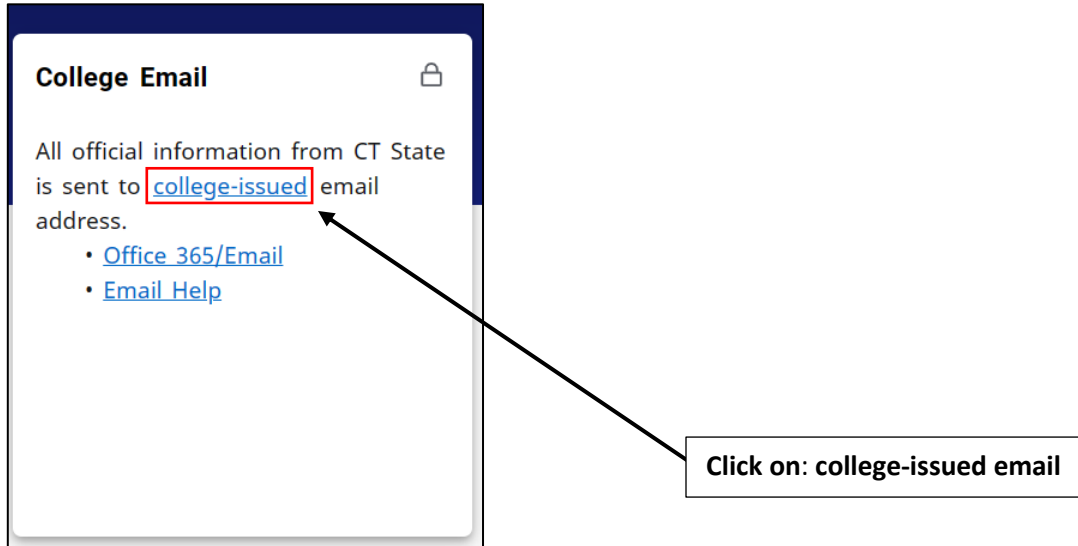 College Email
All official information from CT State
is sent to college-issued email
address.
• Office 365/Email
• Email Help
Click on: college-issued email